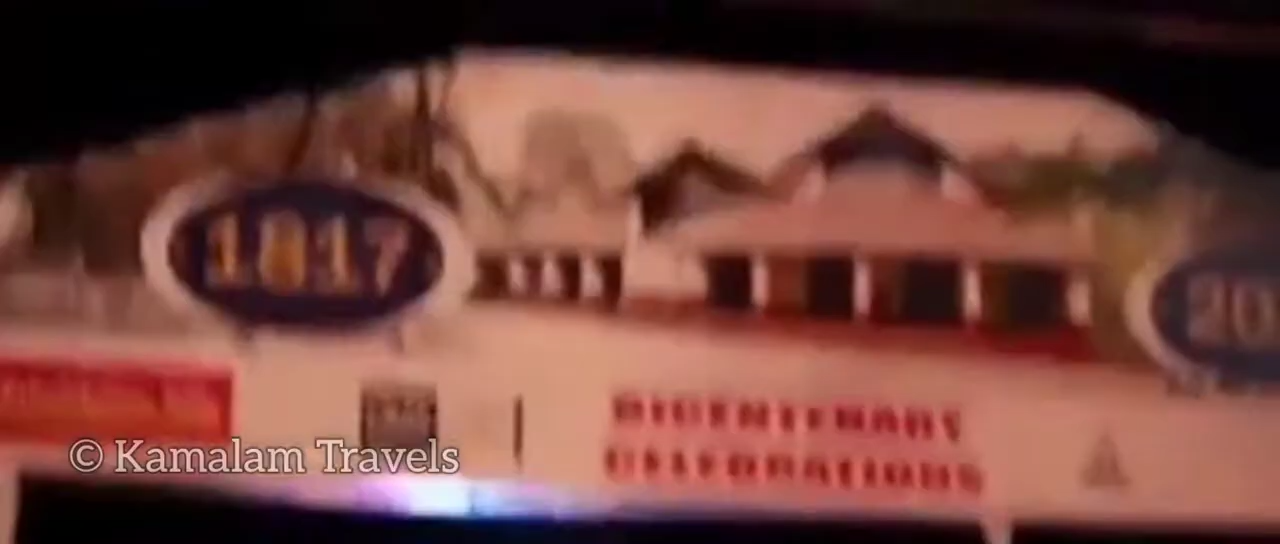 1817
20
BICENTENARY
CELEBRATIONS
© Kamalam Travels